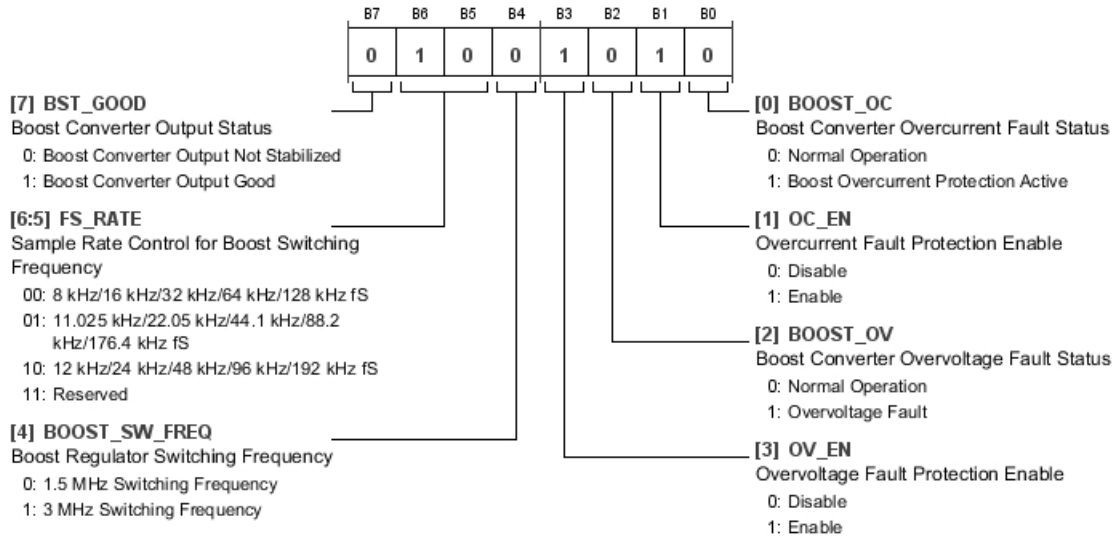 B7 B6 B5 B4 B3 B2 B1 B0
0 1 0 0 1 0 1 0
[7] BST_GOOD
Boost Converter Output Status
0: Boost Converter Output Not Stabilized
1: Boost Converter Output Good
[6:5] FS_RATE
Sample Rate Control for Boost Switching
Frequency
00: 8 kHz/16 kHz/32 kHz/64 kHz/128 kHz fS
01: 11.025 kHz/22.05 kHz/44.1 kHz/88.2
kHz/176.4 kHz fS
10: 12 kHz/24 kHz/48 kHz/96 kHz/192 kHz fS
11: Reserved
[4] BOOST_SW_FREQ
Boost Regulator Switching Frequency
0: 1.5 MHz Switching Frequency
1: 3 MHz Switching Frequency
[0] BOOST_OC
Boost Converter Overcurrent Fault Status
0: Normal Operation
1: Boost Overcurrent Protection Active
[1] OC_EN
Overcurrent Fault Protection Enable
0: Disable
1: Enable
[2] BOOST_OV
Boost Converter Overvoltage Fault Status
0: Normal Operation
1: Overvoltage Fault
[3] OV_EN
Overvoltage Fault Protection Enable
0: Disable
1: Enable